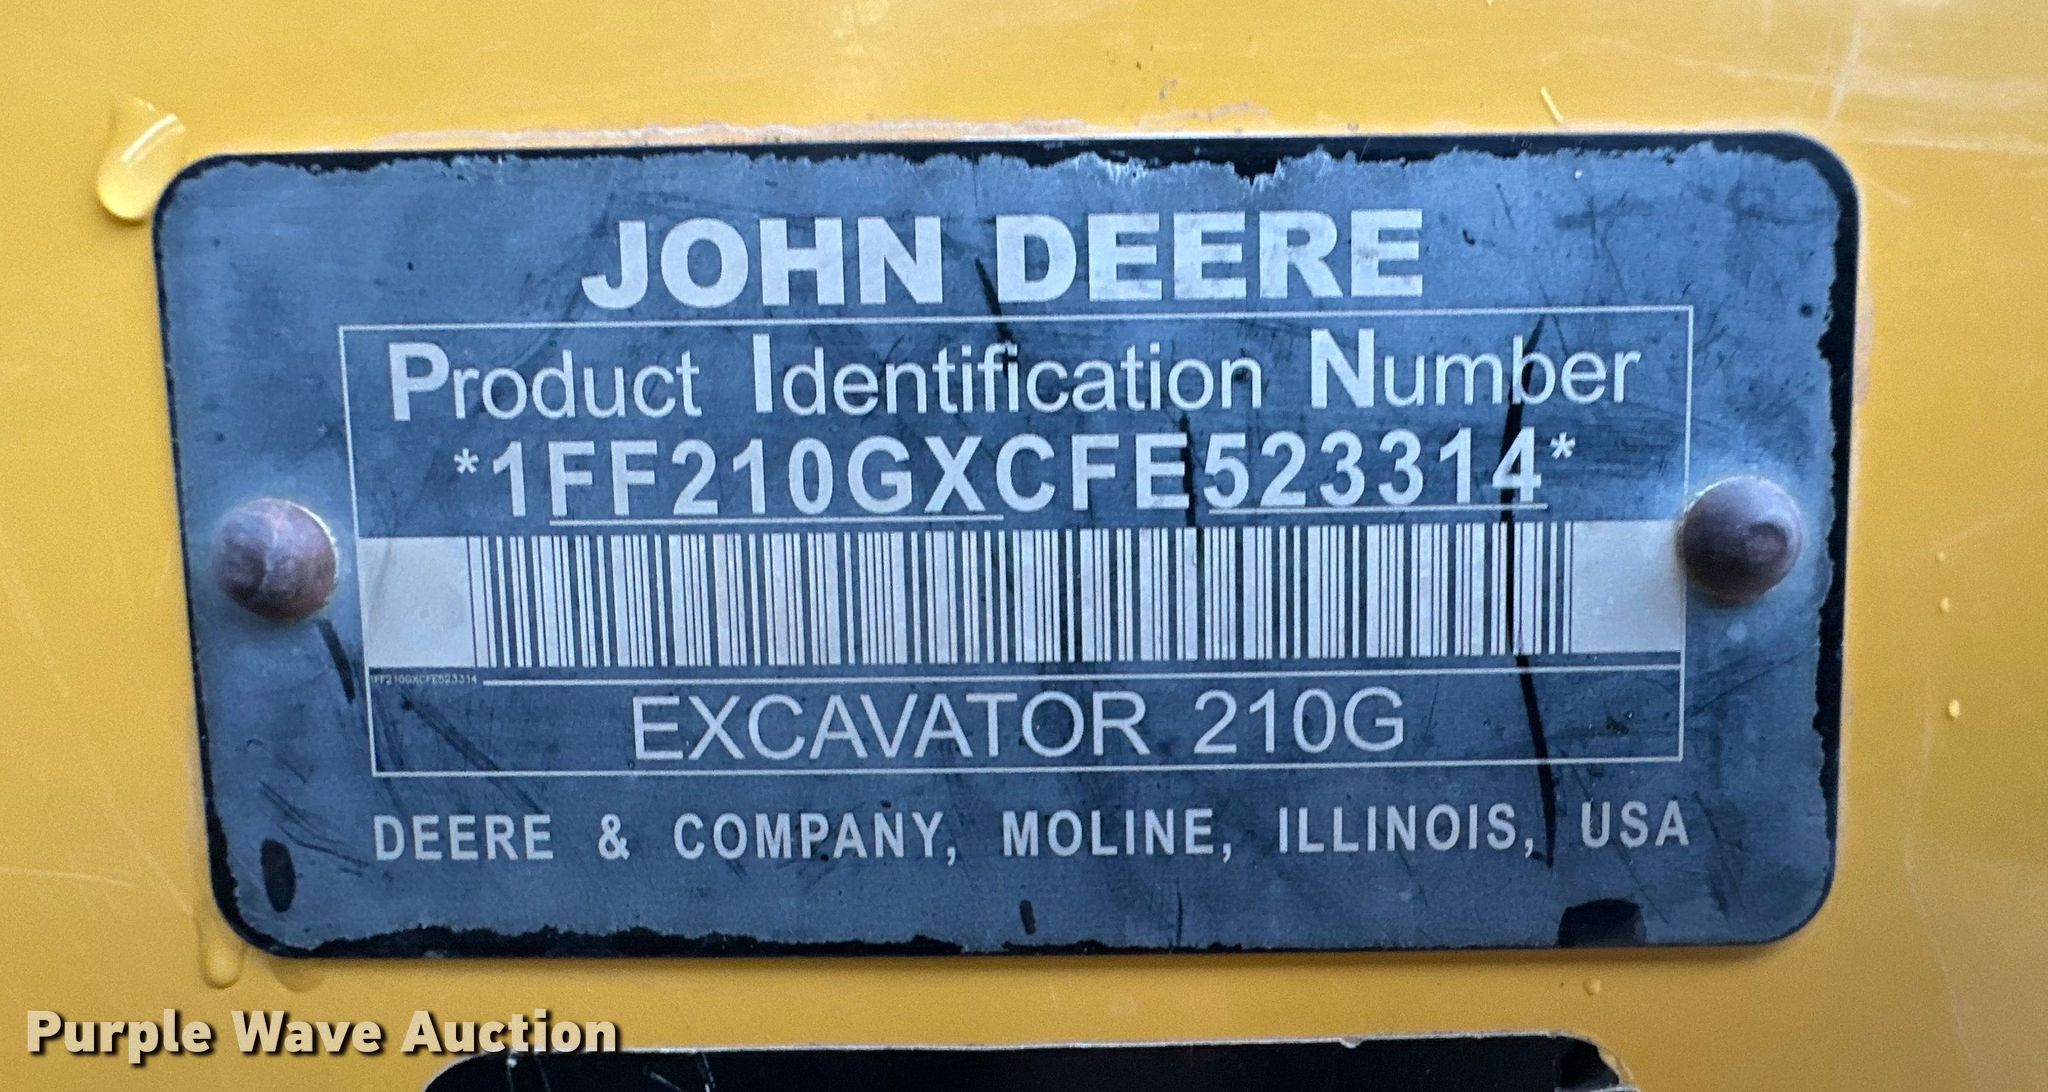 JOHN DEERE
Product Identification Number
*1FF210GXCFE523314*
1FF210GXCFE523314
EXCAVATOR 210G
DEERE & COMPANY, MOLINE, ILLINOIS, USA
Purple Wave Auction